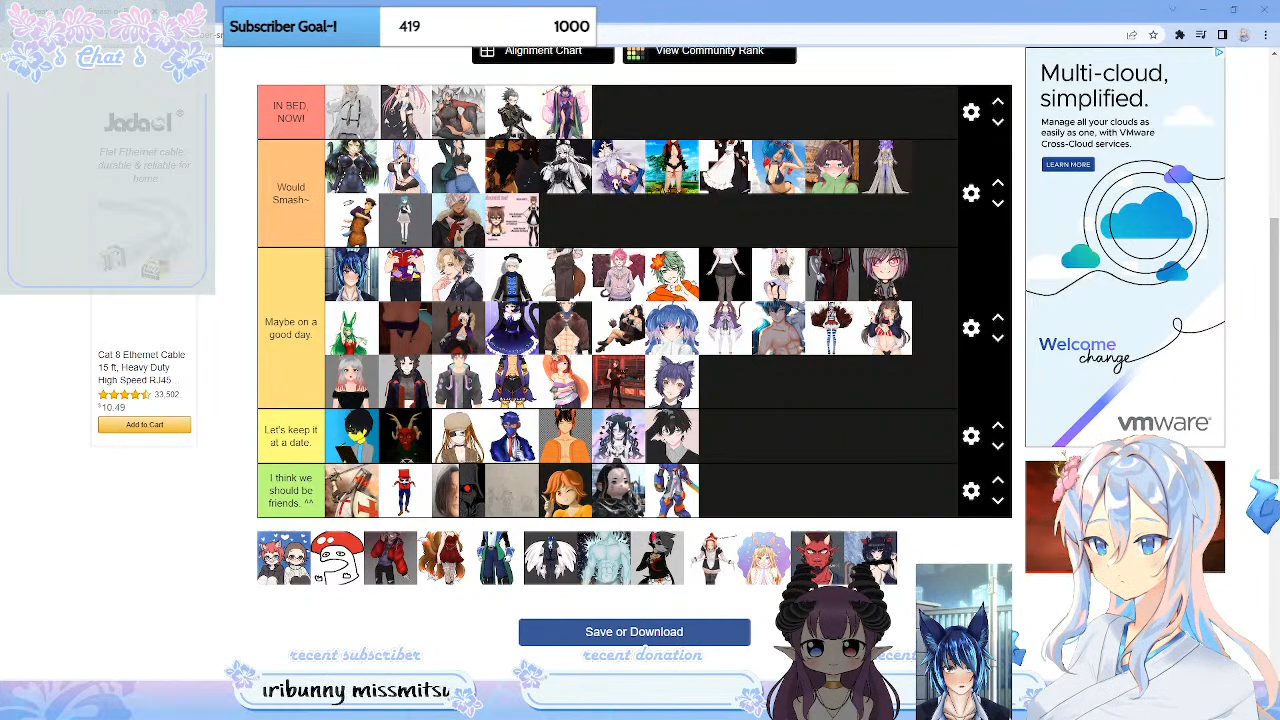 Subscriber Goal~!
419
1000
Chat
Jadaol®
Flat Ethernet cable,
durable & reliable for
home
Cat 8 Ethernet Cable
15 ft, Heavy Duty
High Speed RJ45...
33,502
$10.49
Add to Cart
Alignment Chart
View Community Rank
IN BED,
NOW!
Would
Smash~
Maybe on a
good day.
Let's keep it
at a date.
I think we
should be
friends. ^^
Save or Download
Multi-cloud,
simplified.
Manage all your clouds as
easily as one, with VMware
Cross-Cloud services.
LEARN MORE
Welcome
change
vmware®
recent subscriber
recent donation
recent
iribunny missmitsu